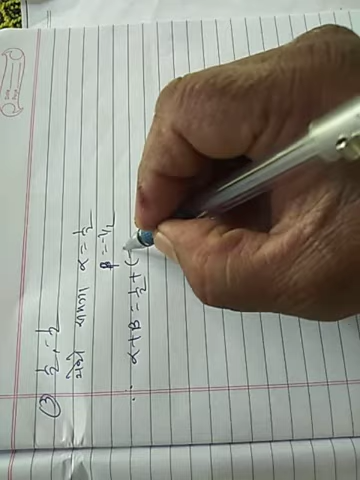 ③ ½, -½
α = ½
β = -½
∴ α + β = ½ + (